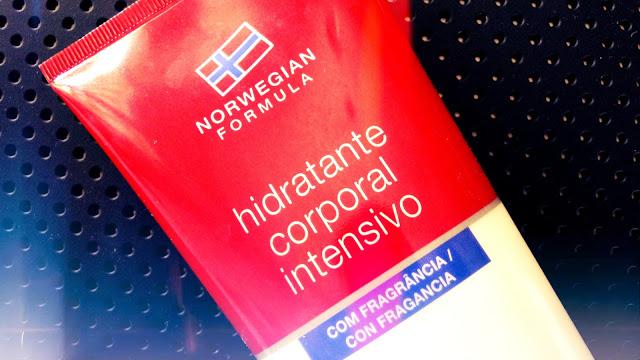 NORWEGIAN
FORMULA
hidratante
corporal
intensivo
COM FRAGRÂNCIA /
CON FRAGANCIA